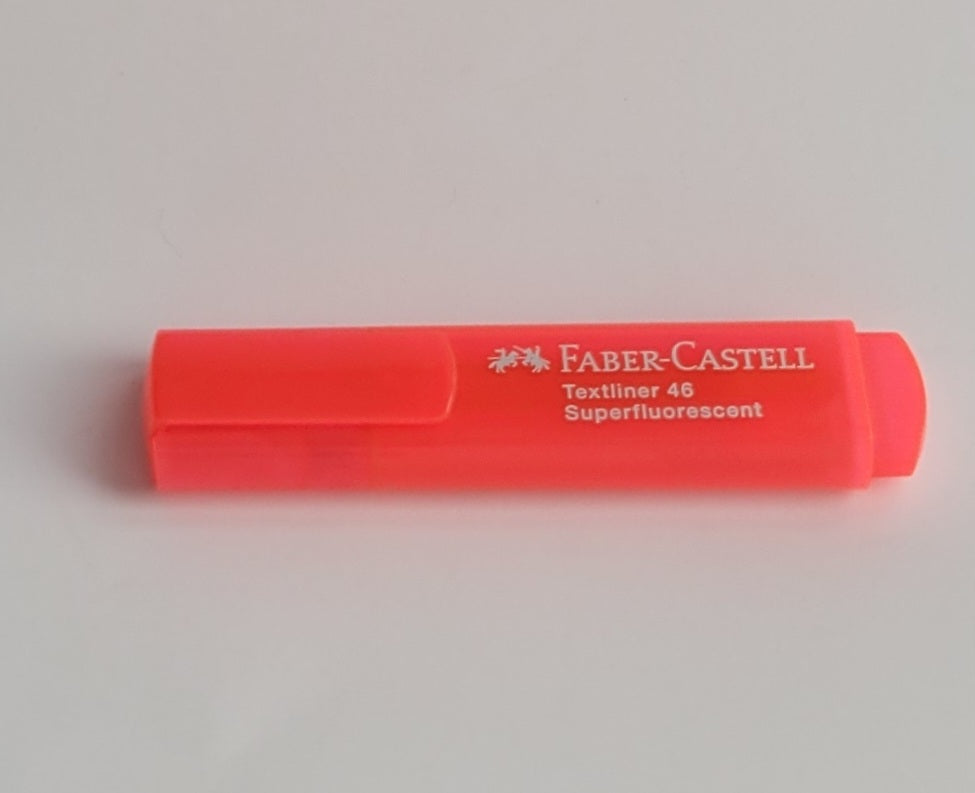 FABER-CASTELL
Textliner 46
Superfluorescent